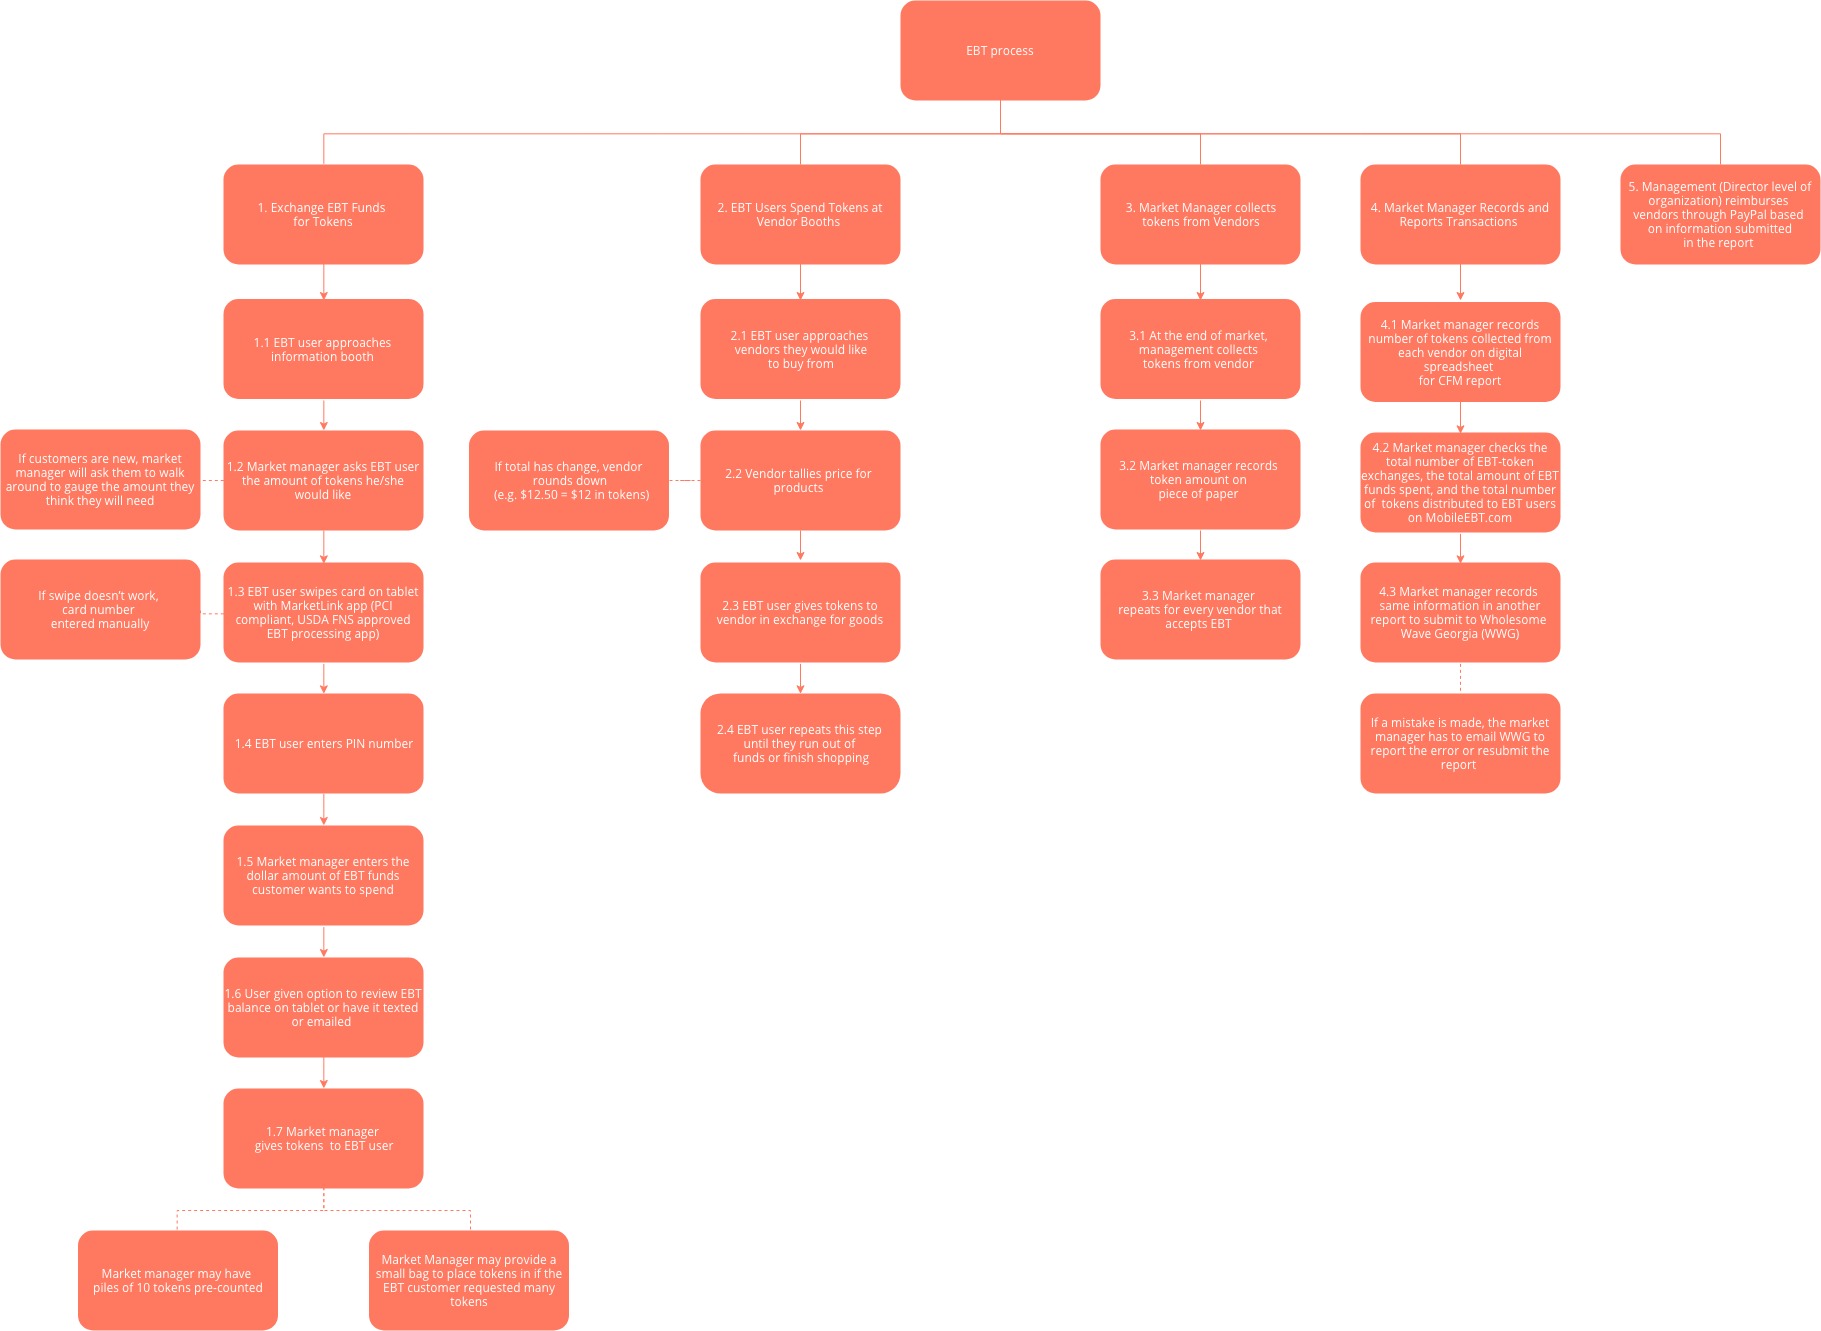 EBT process
1. Exchange EBT Funds
for Tokens
2. EBT Users Spend Tokens at
Vendor Booths
3. Market Manager collects
tokens from Vendors
4. Market Manager Records and
Reports Transactions
5. Management (Director level of
organization) reimburses
vendors through PayPal based
on information submitted
in the report
1.1 EBT user approaches
information booth
If customers are new, market
manager will ask them to walk
around to gauge the amount they
think they will need
1.2 Market manager asks EBT user
the amount of tokens he/she
would like
If swipe doesn't work,
card number
entered manually
1.3 EBT user swipes card on tablet
with MarketLink app (PCI
compliant, USDA FNS approved
EBT processing app)
1.4 EBT user enters PIN number
1.5 Market manager enters the
dollar amount of EBT funds
customer wants to spend
1.6 User given option to review EBT
balance on tablet or have it texted
or emailed
1.7 Market manager
gives tokens  to EBT user
Market manager may have
piles of 10 tokens pre-counted
Market Manager may provide a
small bag to place tokens in if the
EBT customer requested many
tokens
2.1 EBT user approaches
vendors they would like
to buy from
If total has change, vendor
rounds down
(e.g. $12.50 = $12 in tokens)
2.2 Vendor tallies price for
products
2.3 EBT user gives tokens to
vendor in exchange for goods
2.4 EBT user repeats this step
until they run out of
funds or finish shopping
3.1 At the end of market,
management collects
tokens from vendor
3.2 Market manager records
token amount on
piece of paper
3.3 Market manager
repeats for every vendor that
accepts EBT
4.1 Market manager records
number of tokens collected from
each vendor on digital
spreadsheet
for CFM report
4.2 Market manager checks the
total number of EBT-token
exchanges, the total amount of EBT
funds spent, and the total number
of  tokens distributed to EBT users
on MobileEBT.com
4.3 Market manager records
same information in another
report to submit to Wholesome
Wave Georgia (WWG)
If a mistake is made, the market
manager has to email WWG to
report the error or resubmit the
report